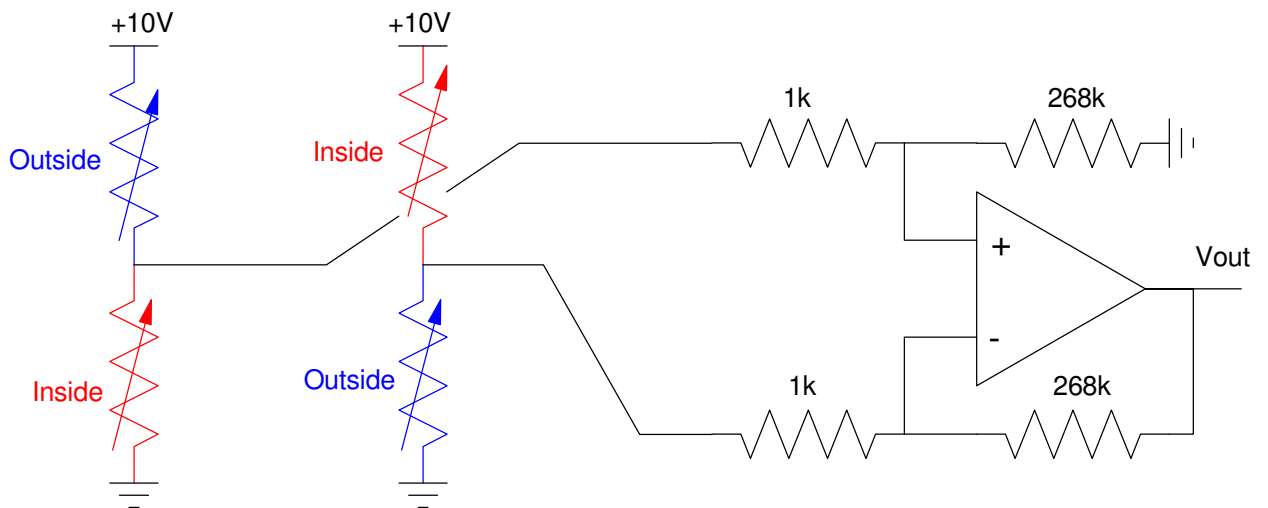 +10V
+10V
1k
268k
Outside
Inside
+
Vout
-
Inside
Outside
1k
268k